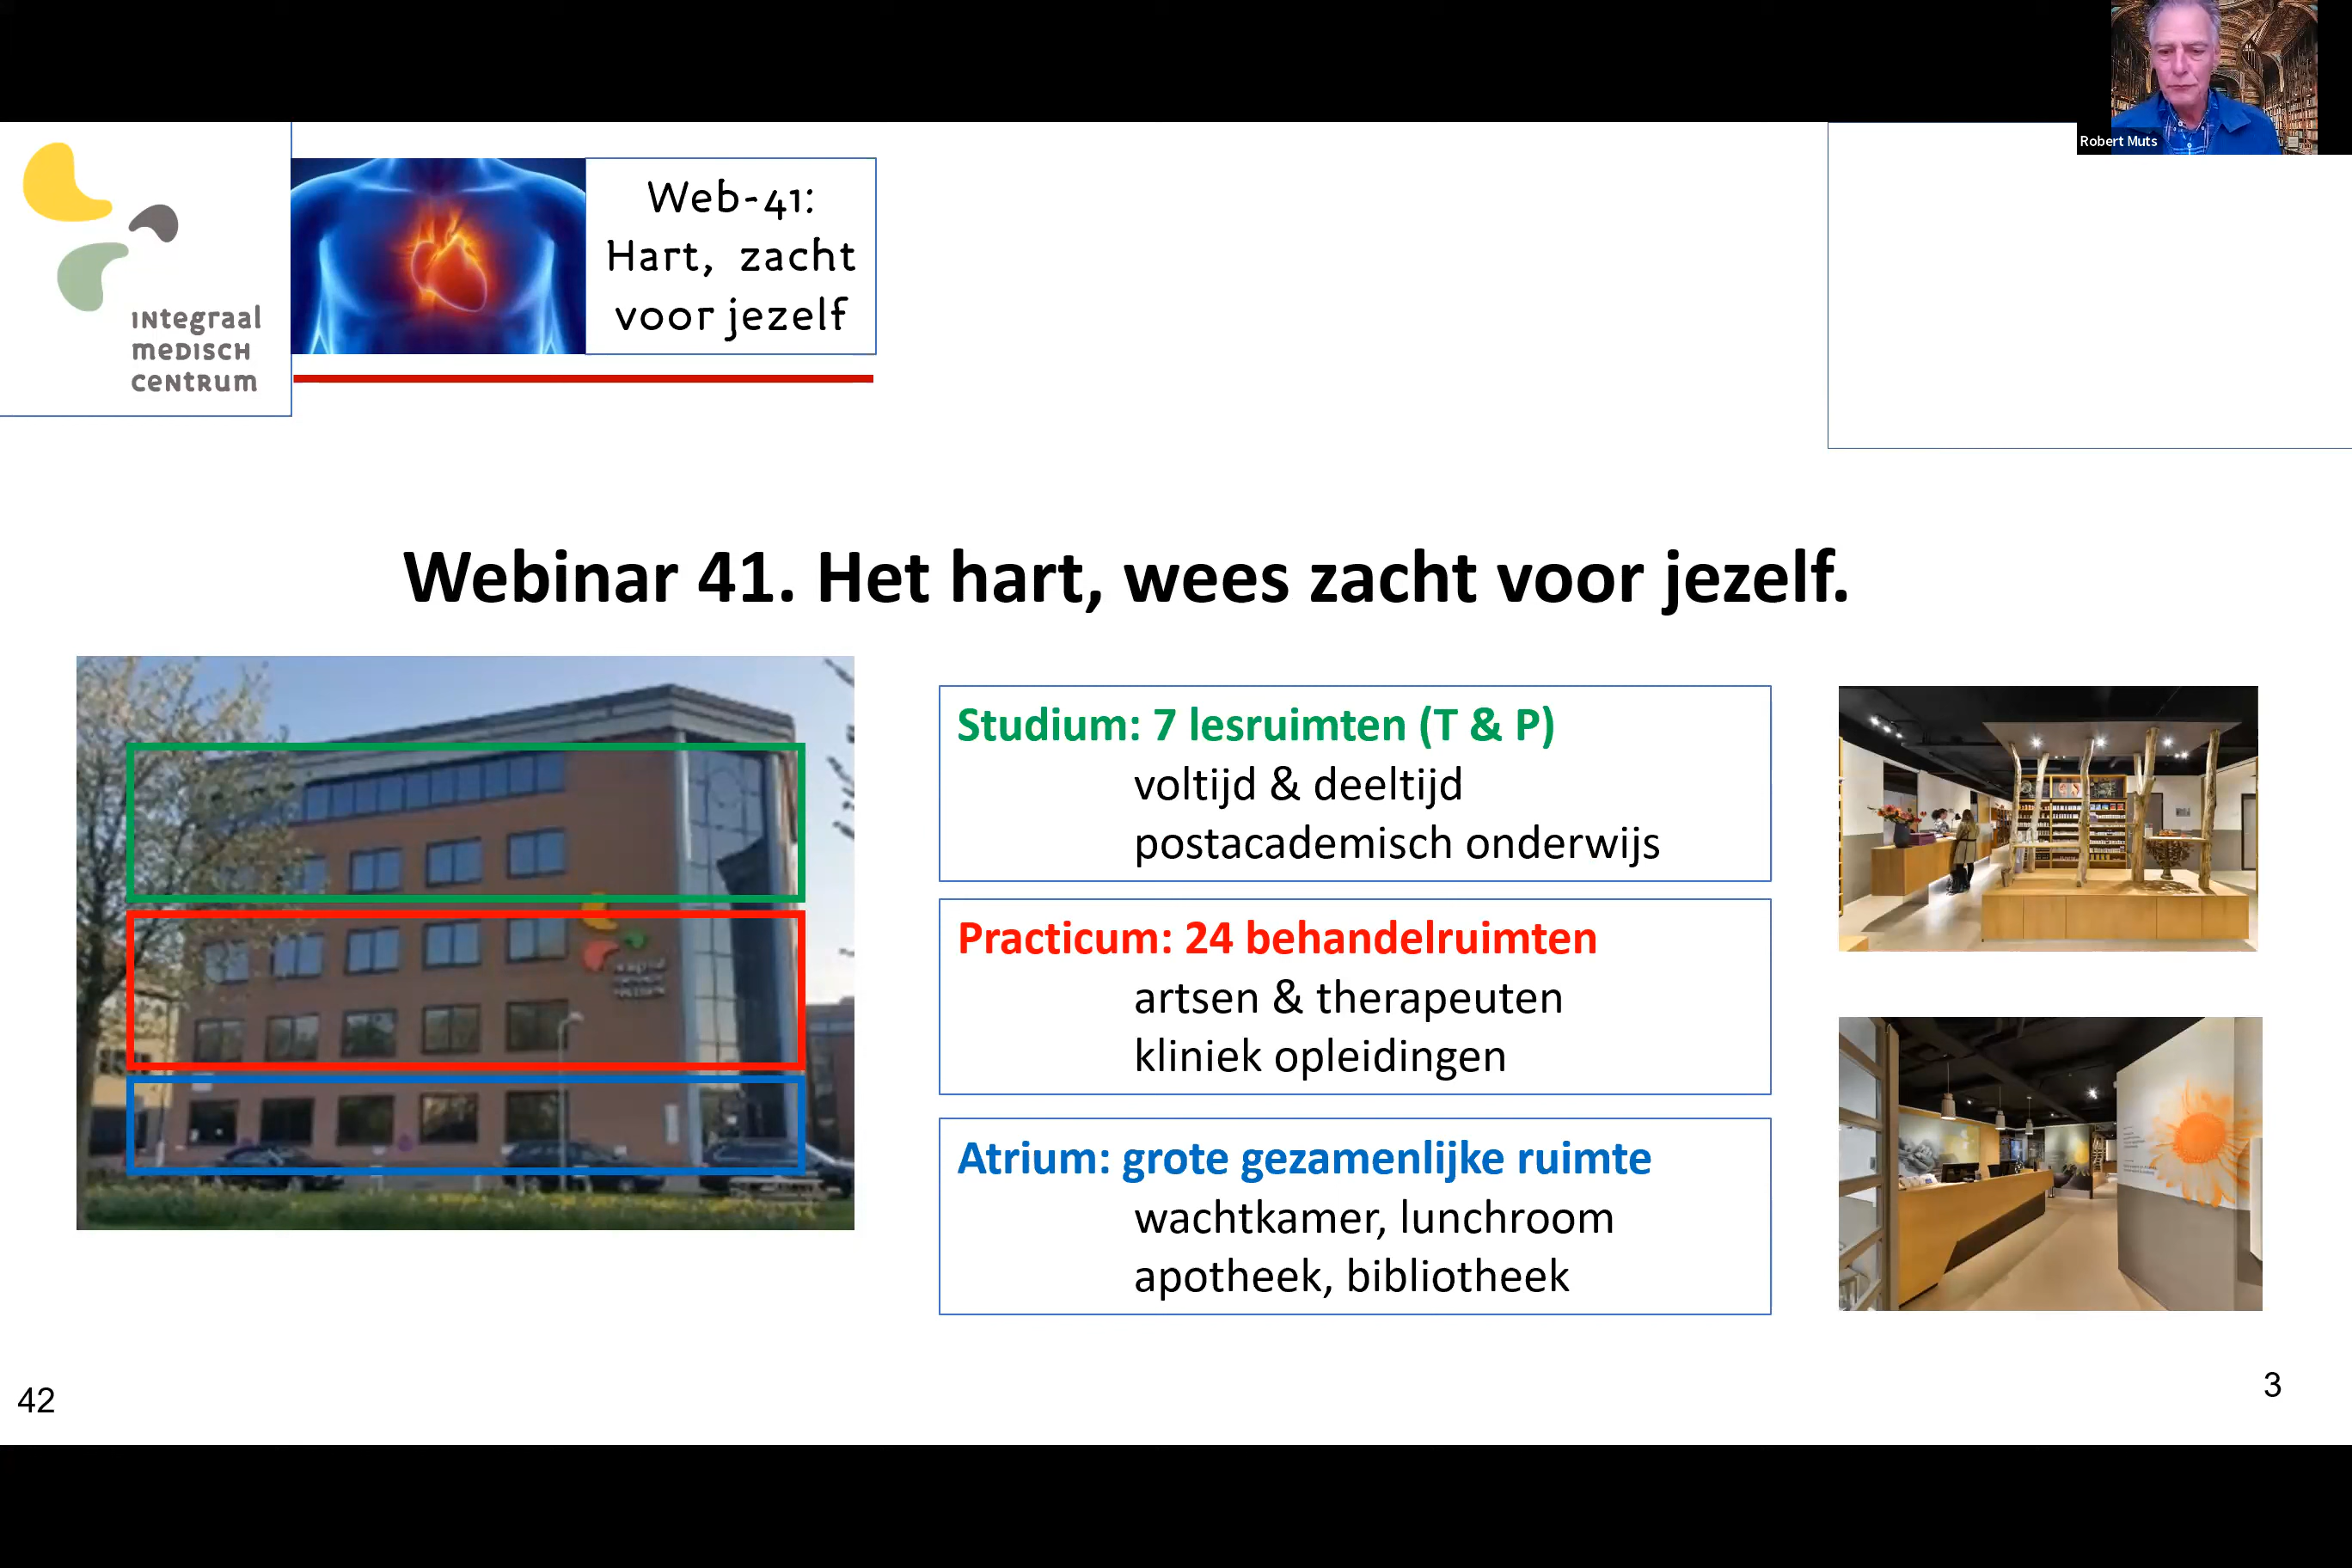 Robert Muts
INtegraal
meDISCH
CeNtRum
Web-41:
Hart, zacht
voor jezelf
Webinar 41. Het hart, wees zacht voor jezelf.
Studium: 7 lesruimten (T & P)
voltijd & deeltijd
postacademisch onderwijs
Practicum: 24 behandelruimten
artsen & therapeuten
kliniek opleidingen
Atrium: grote gezamenlijke ruimte
wachtkamer, lunchroom
apotheek, bibliotheek
42
3